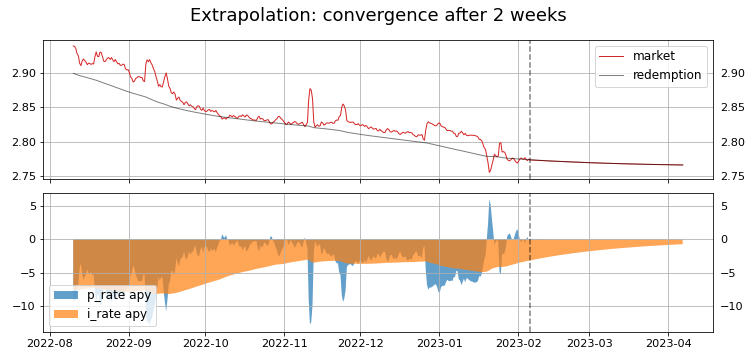 Extrapolation: convergence after 2 weeks
market
redemption
2.90 2.90
2.85 2.85
2.80 2.80
2.75 2.75
5 5
0 0
−5 −5
−10 −10
p_rate apy
i_rate apy
2022-08 2022-09 2022-10 2022-11 2022-12 2023-01 2023-02 2023-03 2023-04